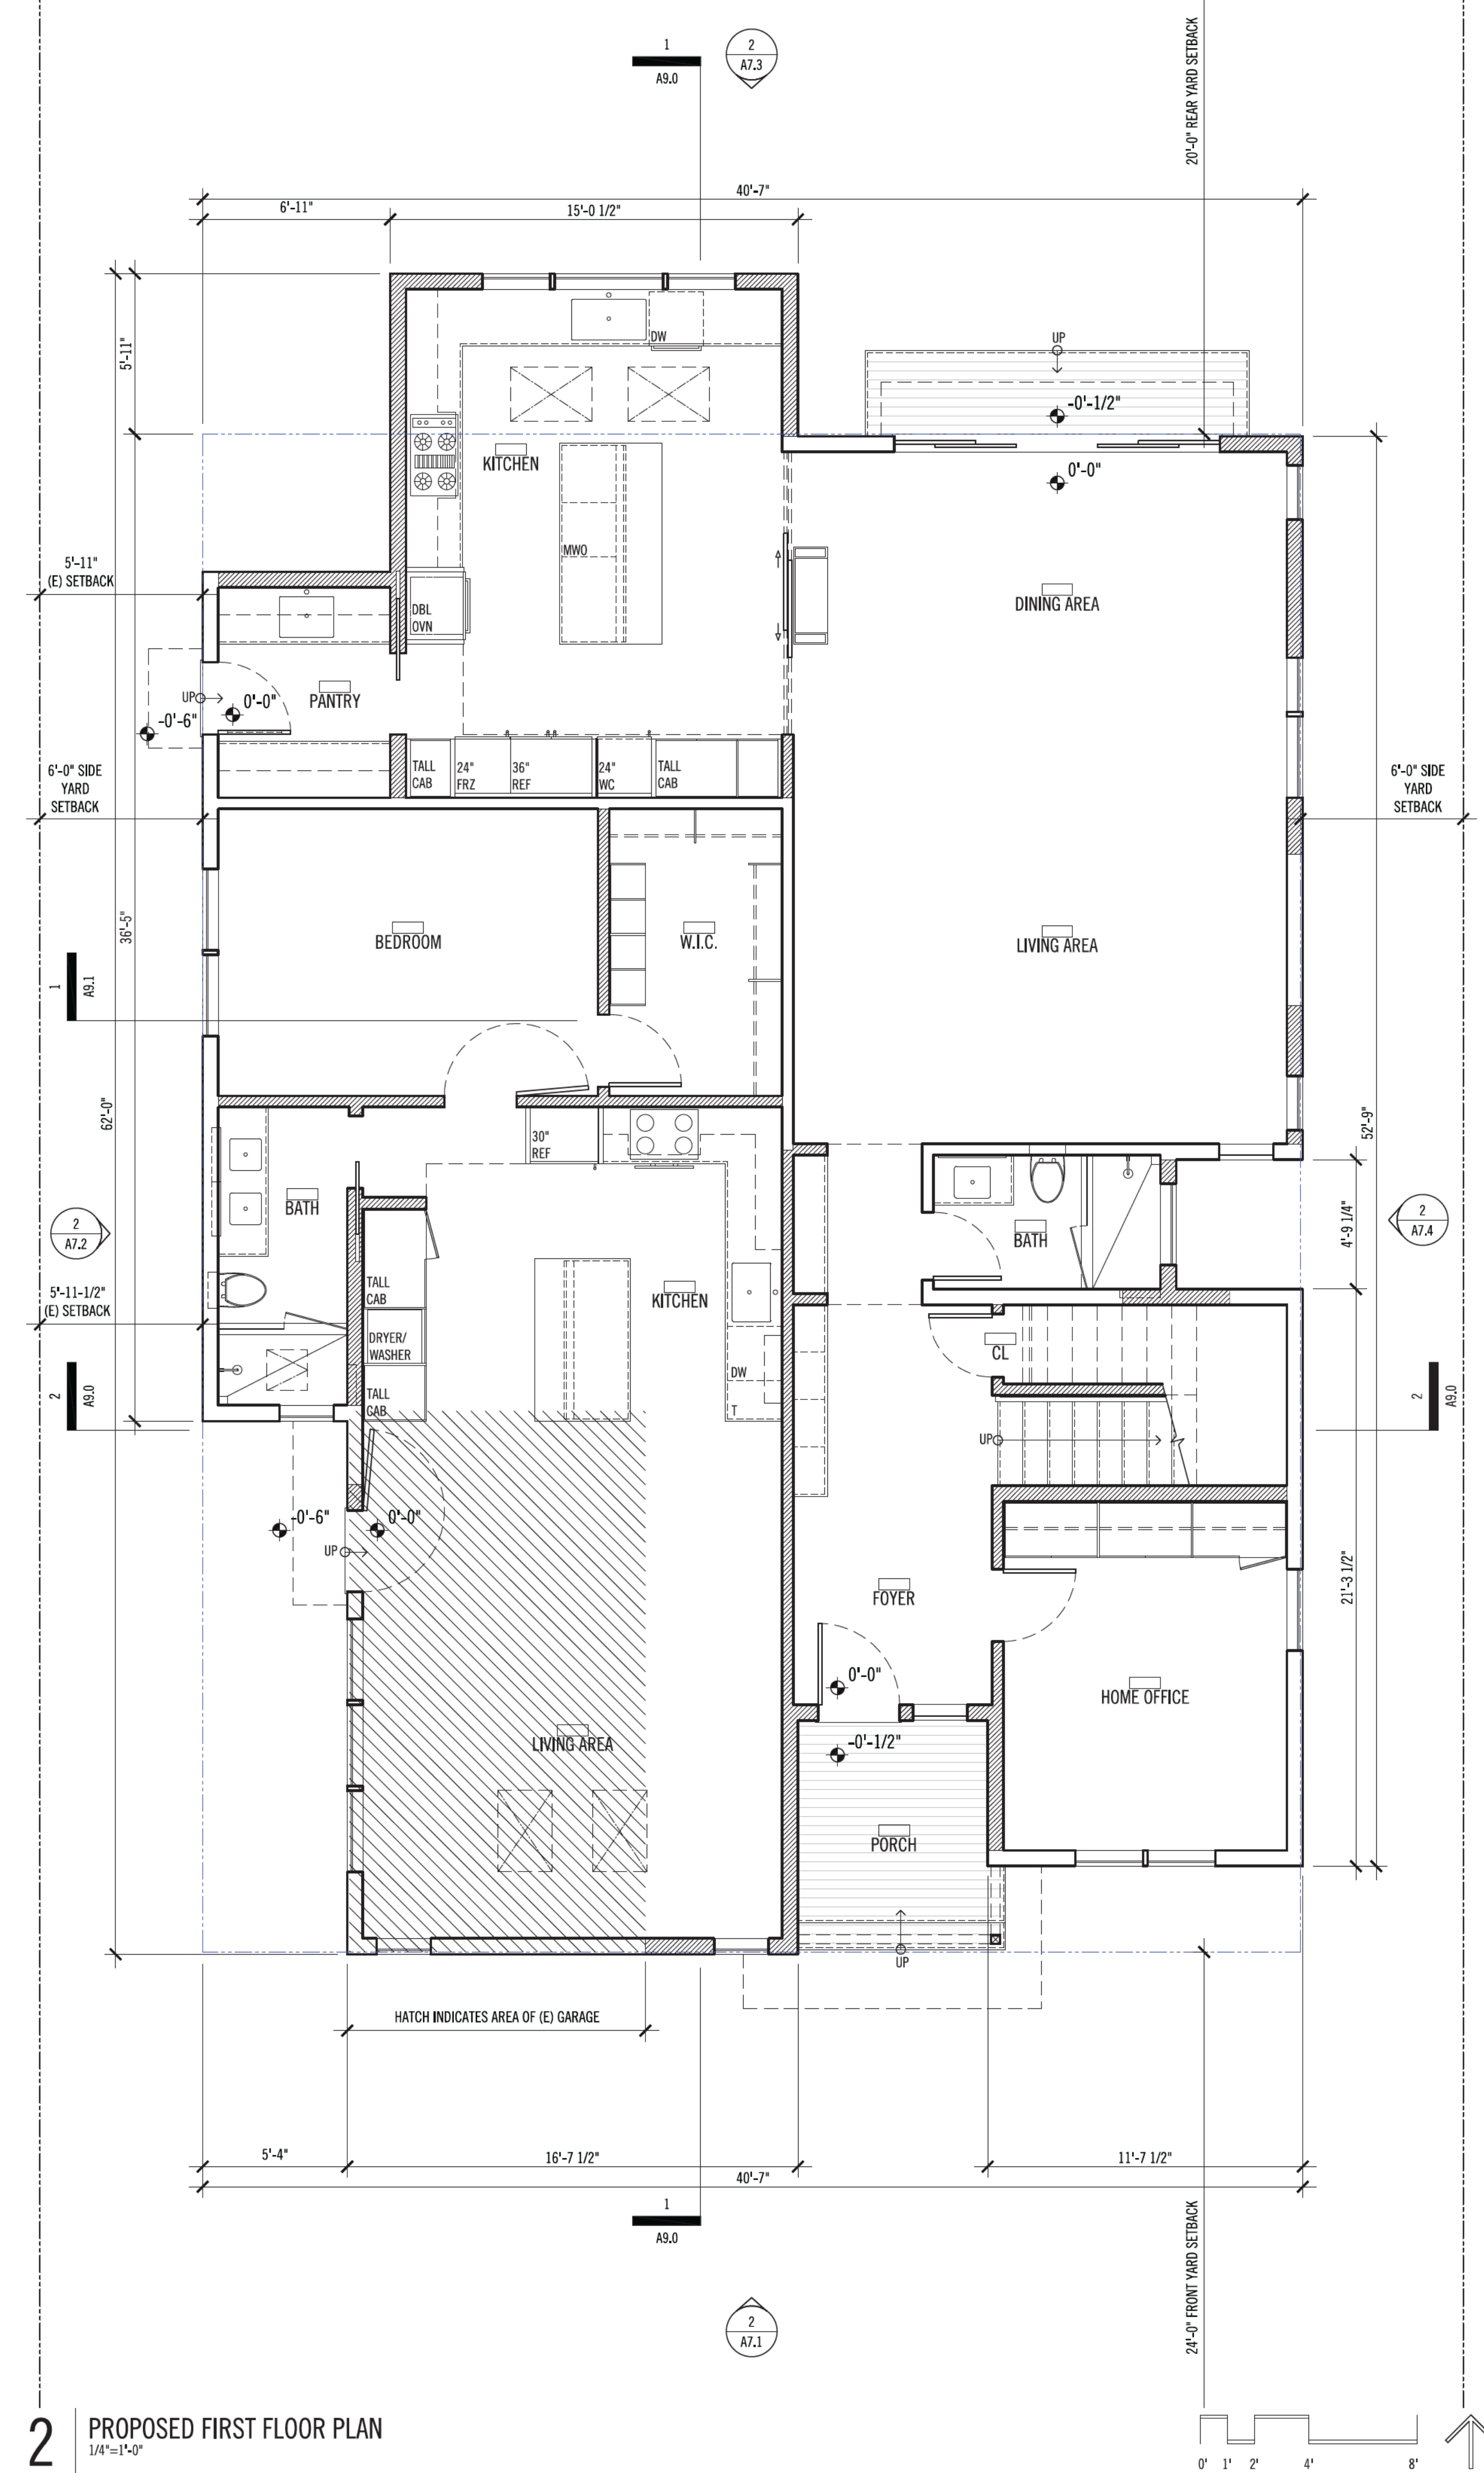 1
A9.0
2
A7.3
20'-0" REAR YARD SETBACK
40'-7"
6'-11"
15'-0 1/2"
5'-11"
UP
DW
-0'-1/2"
KITCHEN
0'-0"
MWO
5'-11"
(E) SETBACK
DINING AREA
DBL
OVN
UP
0'-0"
PANTRY
-0'-6"
6'-0" SIDE
YARD
SETBACK
TALL
CAB
24"
FRZ
36"
REF
24"
WC
TALL
CAB
6'-0" SIDE
YARD
SETBACK
36'-5"
BEDROOM
W.I.C.
LIVING AREA
1
A9.1
62'-0"
52'-9"
30"
REF
BATH
2
A7.2
BATH
4'-9 1/4"
2
A7.4
5'-11-1/2"
(E) SETBACK
TALL
CAB
KITCHEN
DRYER/
WASHER
CL
DW
2
A9.0
TALL
CAB
T
2
A9.0
UP
-0'-6"
0'-0"
UP
FOYER
21'-3 1/2"
0'-0"
HOME OFFICE
LIVING AREA
-0'-1/2"
PORCH
UP
HATCH INDICATES AREA OF (E) GARAGE
5'-4"
16'-7 1/2"
11'-7 1/2"
40'-7"
1
A9.0
24'-0" FRONT YARD SETBACK
2
A7.1
2
PROPOSED FIRST FLOOR PLAN
1/4"=1'-0"
0' 1' 2' 4' 8'